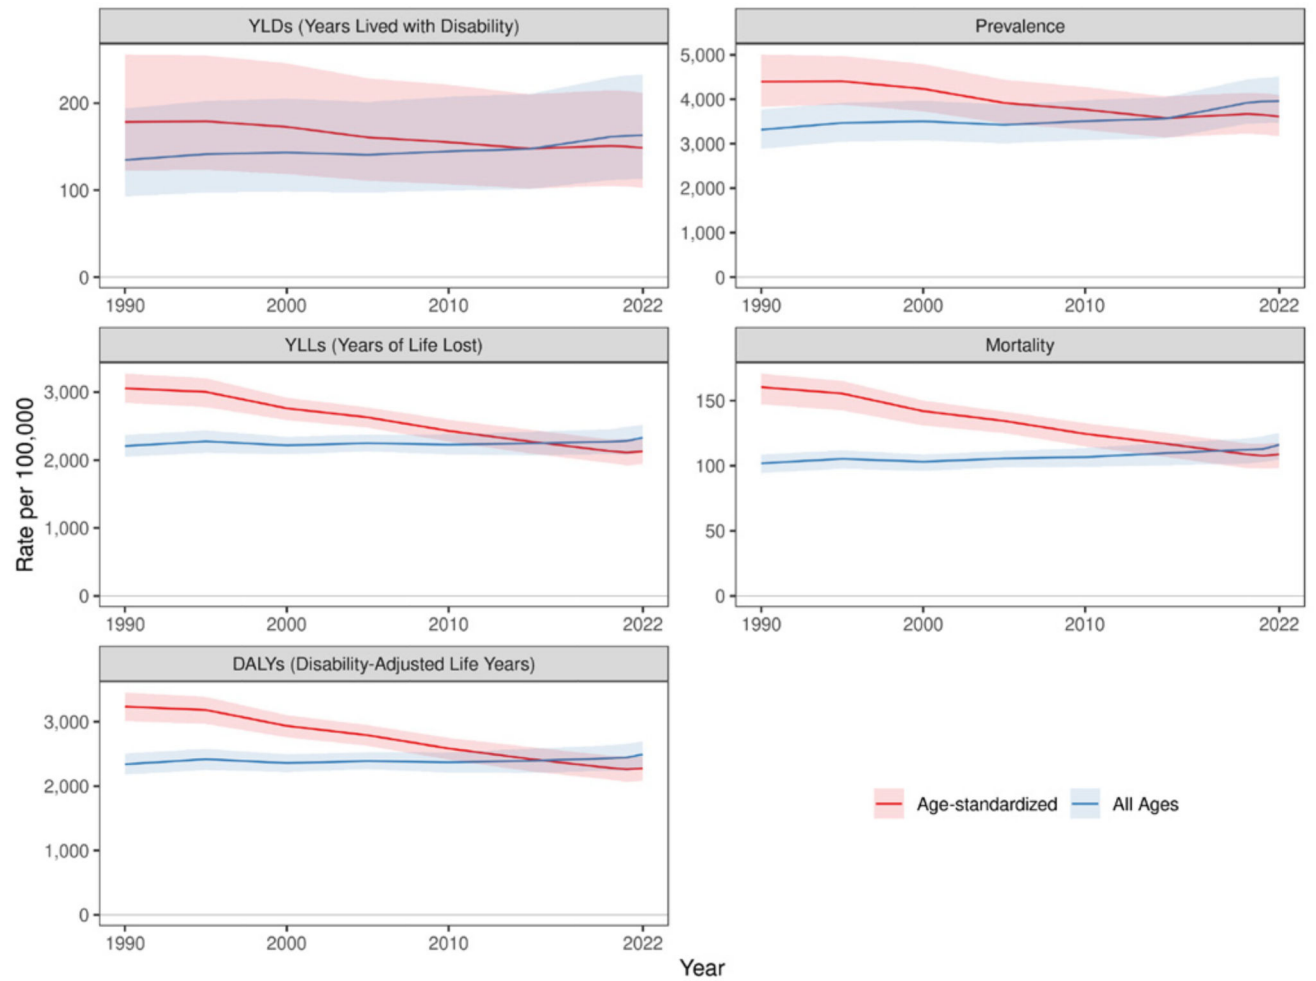 YLDs (Years Lived with Disability)
200
100
0
1990 2000 2010 2022
Prevalence
5,000
4,000
3,000
2,000
1,000
0
1990 2000 2010 2022
YLLs (Years of Life Lost)
3,000
2,000
1,000
0
1990 2000 2010 2022
Mortality
150
100
50
0
1990 2000 2010 2022
DALYs (Disability-Adjusted Life Years)
3,000
2,000
1,000
0
1990 2000 2010 2022
Rate per 100,000
Year
Age-standardized All Ages